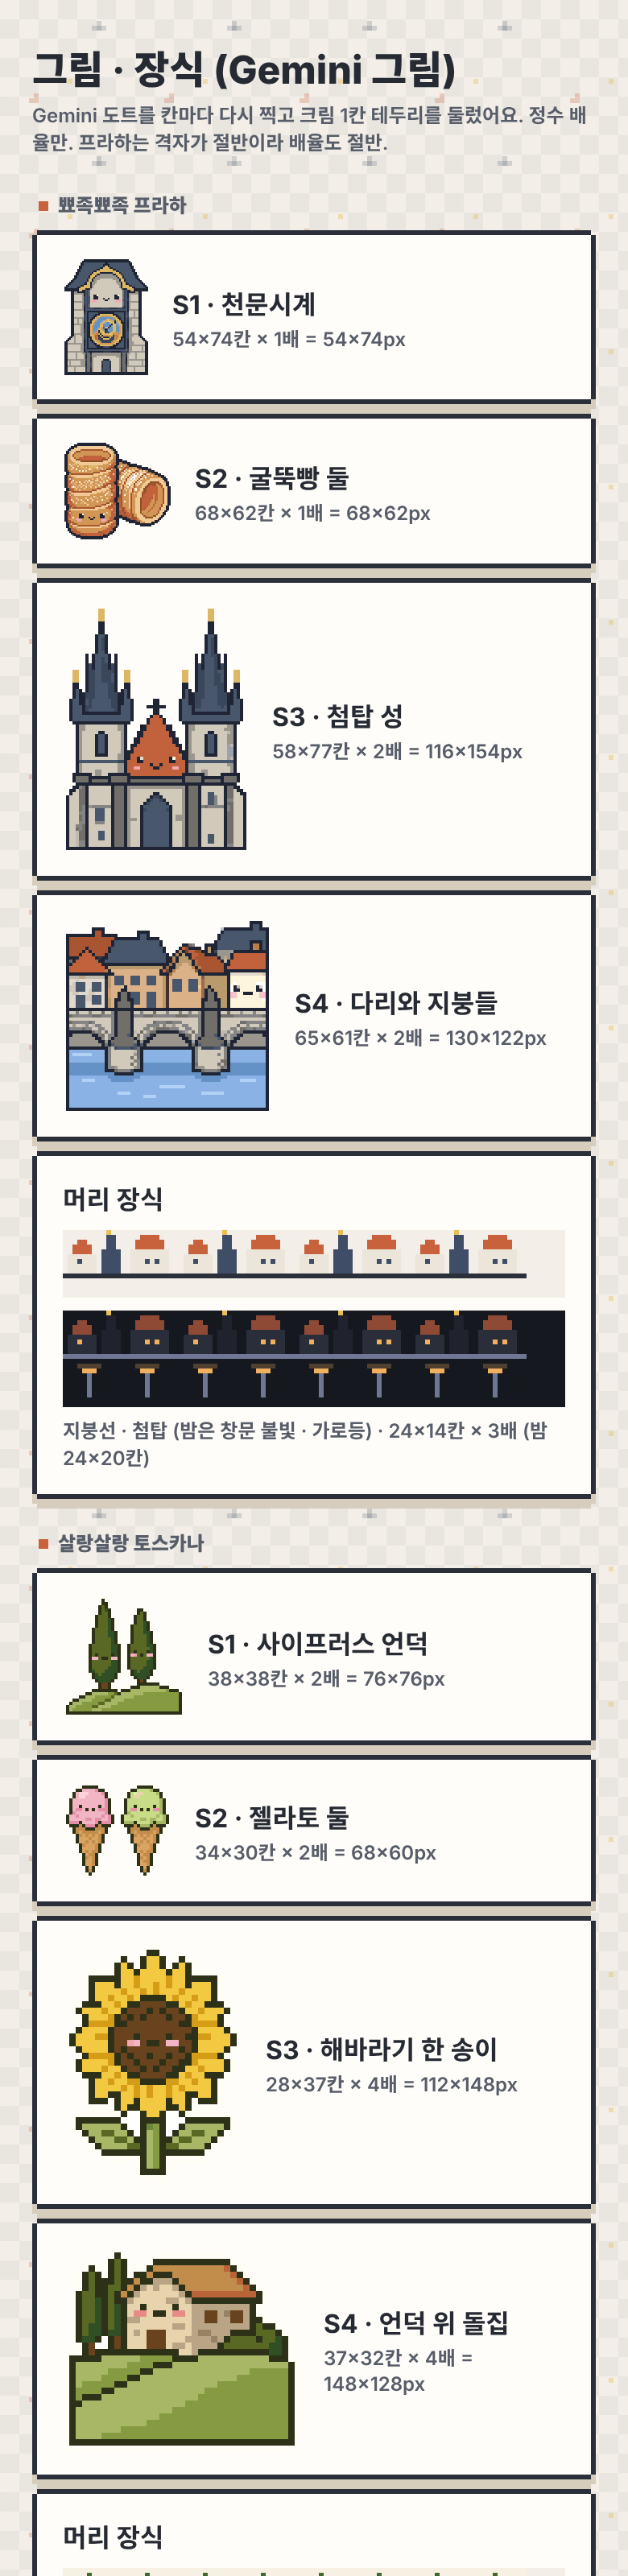 그림 · 장식 (Gemini 그림)
Gemini 도트를 칸마다 다시 찍고 크림 1칸 테두리를 둘렀어요. 정수 배
율만. 프라하는 격자가 절반이라 배율도 절반.
뾰족뾰족 프라하
S1 · 천문시계
54×74칸 × 1배 = 54×74px
S2 · 굴뚝빵 둘
68×62칸 × 1배 = 68×62px
S3 · 첨탑 성
58×77칸 × 2배 = 116×154px
S4 · 다리와 지붕들
65×61칸 × 2배 = 130×122px
머리 장식
지붕선 · 첨탑 (밤은 창문 불빛 · 가로등) · 24×14칸 × 3배 (밤
24×20칸)
살랑살랑 토스카나
S1 · 사이프러스 언덕
38×38칸 × 2배 = 76×76px
S2 · 젤라토 둘
34×30칸 × 2배 = 68×60px
S3 · 해바라기 한 송이
28×37칸 × 4배 = 112×148px
S4 · 언덕 위 돌집
37×32칸 × 4배 =
148×128px
머리 장식